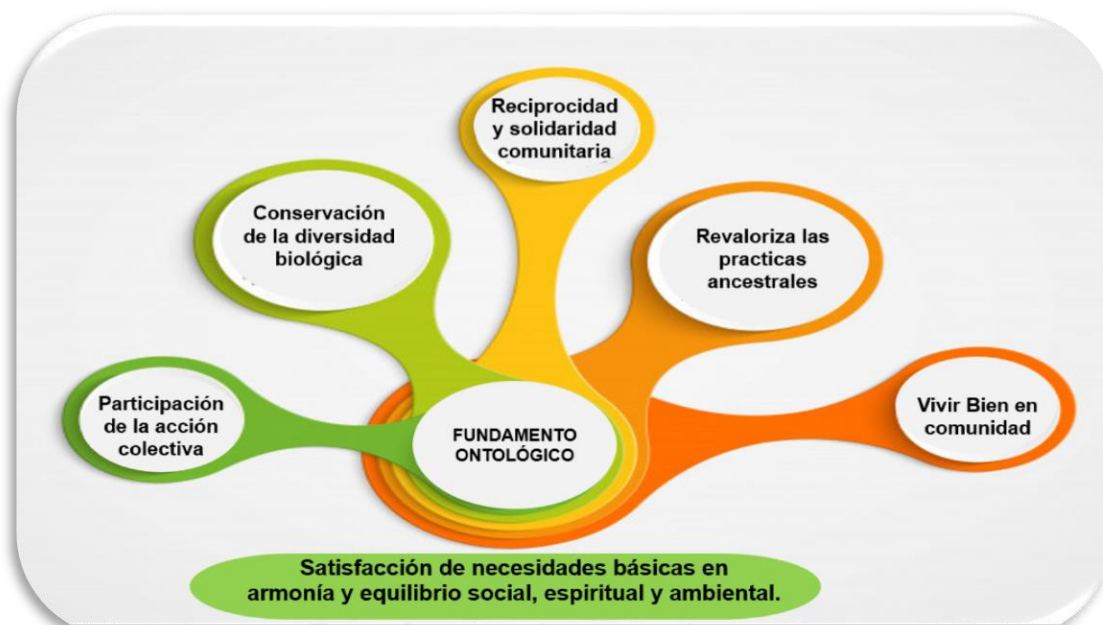 Reciprocidad
y solidaridad
comunitaria
Conservación
de la diversidad
biológica
Revaloriza las
practicas
ancestrales
Participación
de la acción
colectiva
Vivir Bien en
comunidad
FUNDAMENTO
ONTOLÓGICO
Satisfacción de necesidades básicas en
armonía y equilibrio social, espiritual y ambiental.